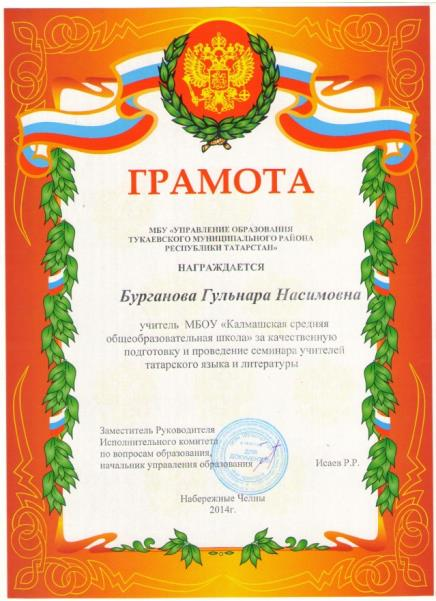 ГРАМОТА
МБУ «УПРАВЛЕНИЕ ОБРАЗОВАНИЯ
ТУКАЕВСКОГО МУНИЦИПАЛЬНОГО РАЙОНА
РЕСПУБЛИКИ ТАТАРСТАН»
НАГРАЖДАЕТСЯ
Бурганова Гульнара Насимовна
учитель МБОУ «Калмашская средняя
общеобразовательная школа» за качественную
подготовку и проведение семинара учителей
татарского языка и литературы
Заместитель Руководителя
Исполнительного комитета
по вопросам образования,
начальник управления образования
Исаев Р.Р.
ДЛЯ
ДОКУМЕНТОВ
Набережные Челны
2014г.